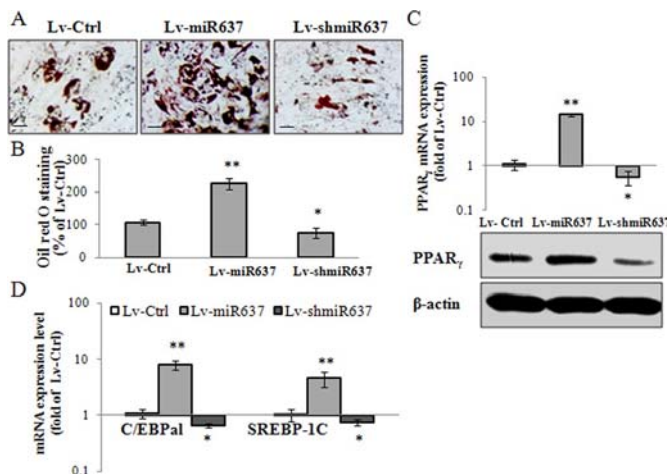 A
Lv-Ctrl Lv-miR637 Lv-shmiR637
B
Oil red O staining
(% of Lv-Ctrl)
300
200
100
0
**
*
Lv-Ctrl Lv-miR637 Lv-shmiR637
C
PPARγ mRNA expression
(fold of Lv-Ctrl)
100
10
1
0.1
**
*
Lv- Ctrl Lv-miR637 Lv-shmiR637
PPARγ
β-actin
D
Lv-Ctrl Lv-miR637 Lv-shmiR637
mRNA expression level
(fold of Lv-Ctrl)
100
10
1
0.1
**
**
C/EBPal SREBP-1C
*
*